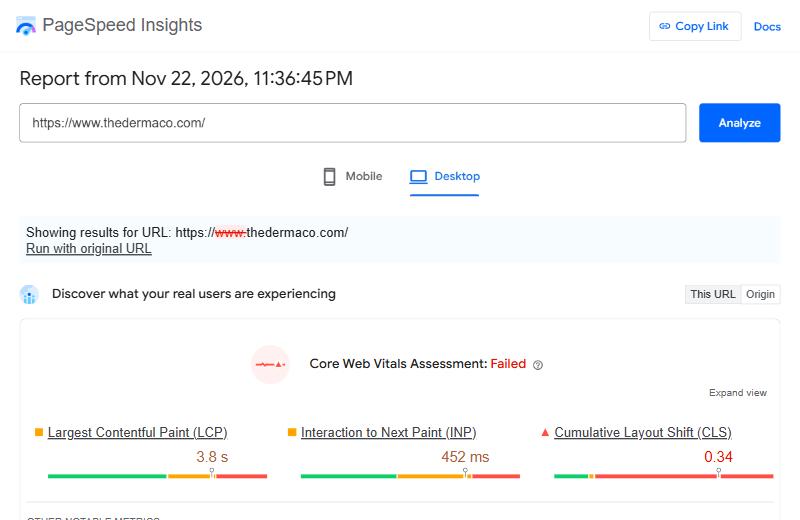 PageSpeed Insights
Copy Link
Docs
Report from Nov 22, 2026, 11:36:45 PM
https://www.thedermaco.com/
Analyze
Mobile
Desktop
Showing results for URL: https://www.thedermaco.com/
Run with original URL
Discover what your real users are experiencing
This URL
Origin
Core Web Vitals Assessment: Failed
Expand view
Largest Contentful Paint (LCP)
3.8 s
Interaction to Next Paint (INP)
452 ms
Cumulative Layout Shift (CLS)
0.34
OTHER NOTABLE METRICS